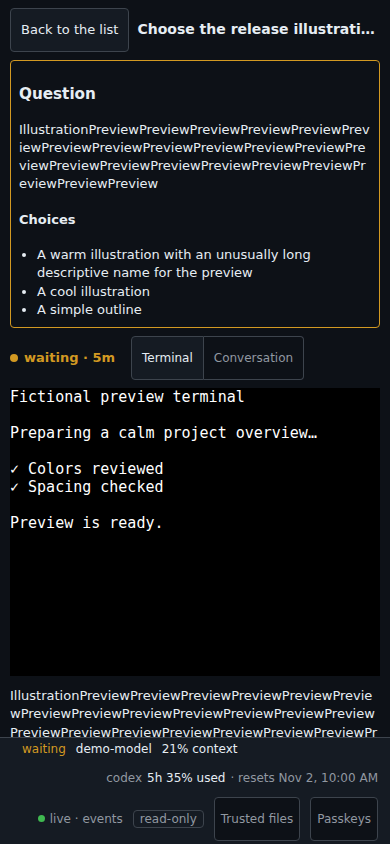 Back to the list Choose the release illustrati…
Question
IllustrationPreviewPreviewPreviewPreviewPreviewPrev
iewPreviewPreviewPreviewPreviewPreviewPreviewPre
viewPreviewPreviewPreviewPreviewPreviewPreviewPr
eviewPreviewPreview
Choices
• A warm illustration with an unusually long
descriptive name for the preview
• A cool illustration
• A simple outline
waiting · 5m Terminal Conversation
Fictional preview terminal
Preparing a calm project overview…
✓ Colors reviewed
✓ Spacing checked
Preview is ready.
IllustrationPreviewPreviewPreviewPreviewPreviewPrevie
wPreviewPreviewPreviewPreviewPreviewPreviewPreview
PreviewPreviewPreviewPreviewPreviewPreviewPreviewPr
waiting demo-model 21% context
codex 5h 35% used · resets Nov 2, 10:00 AM
live · events read-only Trusted files Passkeys